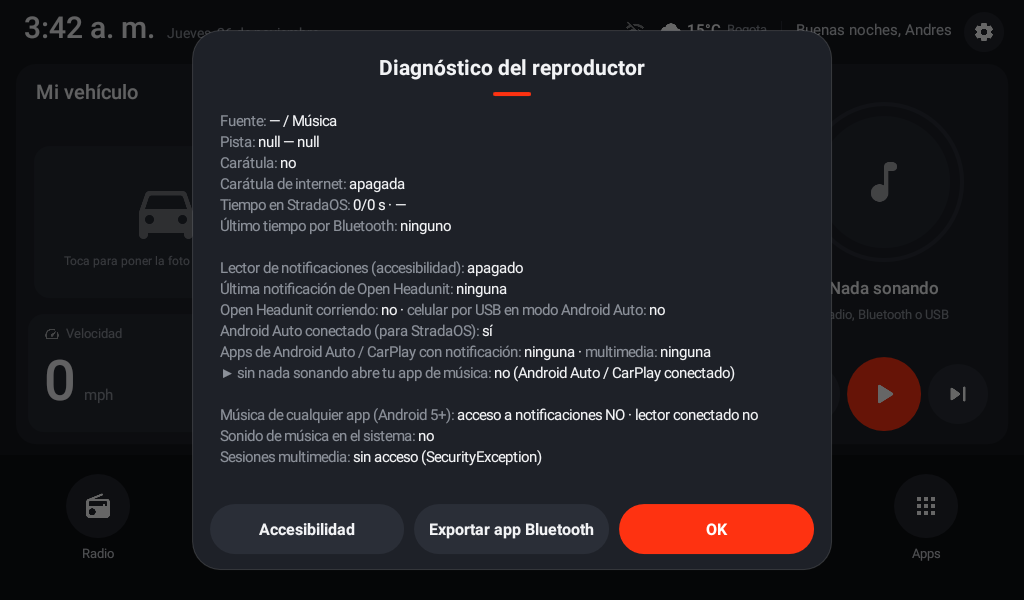 3:42 a. m.
Jueves
15°C Bogota
Buenas noches, Andres
Mi vehículo
Diagnóstico del reproductor
Fuente: — / Música
Pista: null — null
Carátula: no
Carátula de internet: apagada
Tiempo en StradaOS: 0/0 s · —
Último tiempo por Bluetooth: ninguno
Lector de notificaciones (accesibilidad): apagado
Última notificación de Open Headunit: ninguna
Open Headunit corriendo: no · celular por USB en modo Android Auto: no
Android Auto conectado (para StradaOS): sí
Apps de Android Auto / CarPlay con notificación: ninguna · multimedia: ninguna
► sin nada sonando abre tu app de música: no (Android Auto / CarPlay conectado)
Música de cualquier app (Android 5+): acceso a notificaciones NO · lector conectado no
Sonido de música en el sistema: no
Sesiones multimedia: sin acceso (SecurityException)
Accesibilidad
Exportar app Bluetooth
OK
Toca para poner la foto
Velocidad
0 mph
Nada sonando
Bluetooth o USB
Radio
Apps